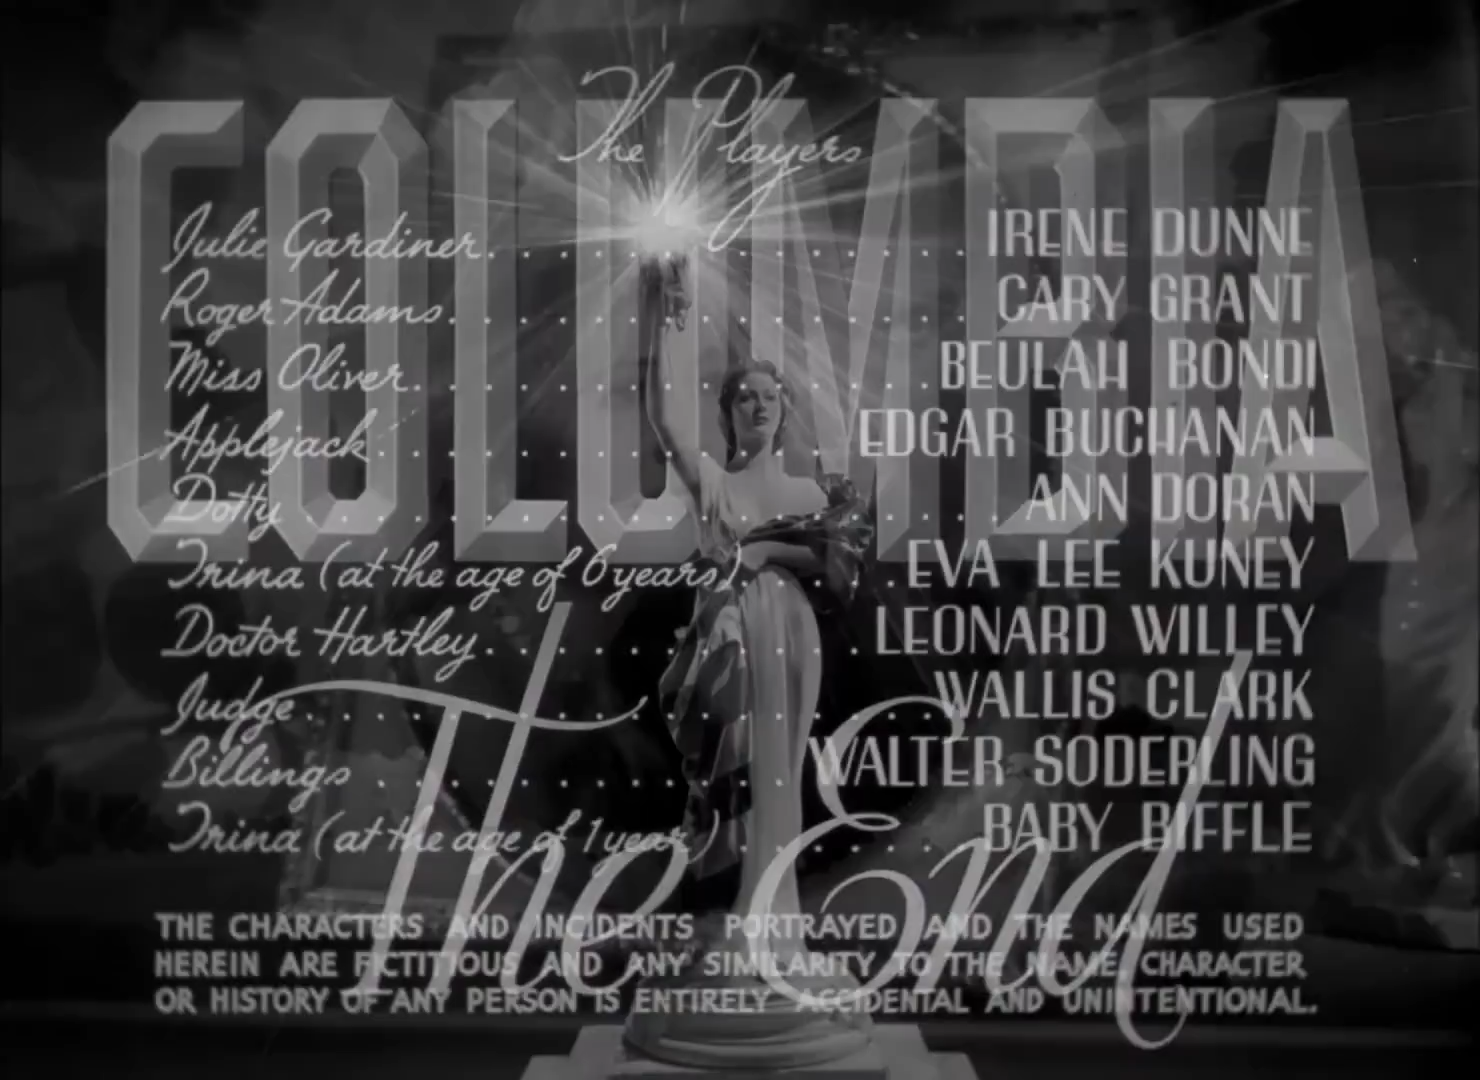 COLUMBIA
The Players
Julie Gardiner . . . . . . . . . . . . . . IRENE DUNNE
Roger Adams . . . . . . . . . . . . . . . CARY GRANT
Miss Oliver . . . . . . . . . . . . . . . BEULAH BONDI
Applejack . . . . . . . . . . . . . EDGAR BUCHANAN
Dotty . . . . . . . . . . . . . . . . . . . ANN DORAN
Trina (at the age of 6 years) . . . . . EVA LEE KUNEY
Doctor Hartley . . . . . . . . . . . LEONARD WILLEY
Judge . . . . . . . . . . . . . . . . . . WALLIS CLARK
Billings . . . . . . . . . . . . WALTER SODERLING
Trina (at the age of 1 year) . . . . . . . BABY BIFFLE
The End
THE CHARACTERS AND INCIDENTS PORTRAYED AND THE NAMES USED
HEREIN ARE FICTITIOUS AND ANY SIMILARITY TO THE NAME, CHARACTER
OR HISTORY OF ANY PERSON IS ENTIRELY ACCIDENTAL AND UNINTENTIONAL.